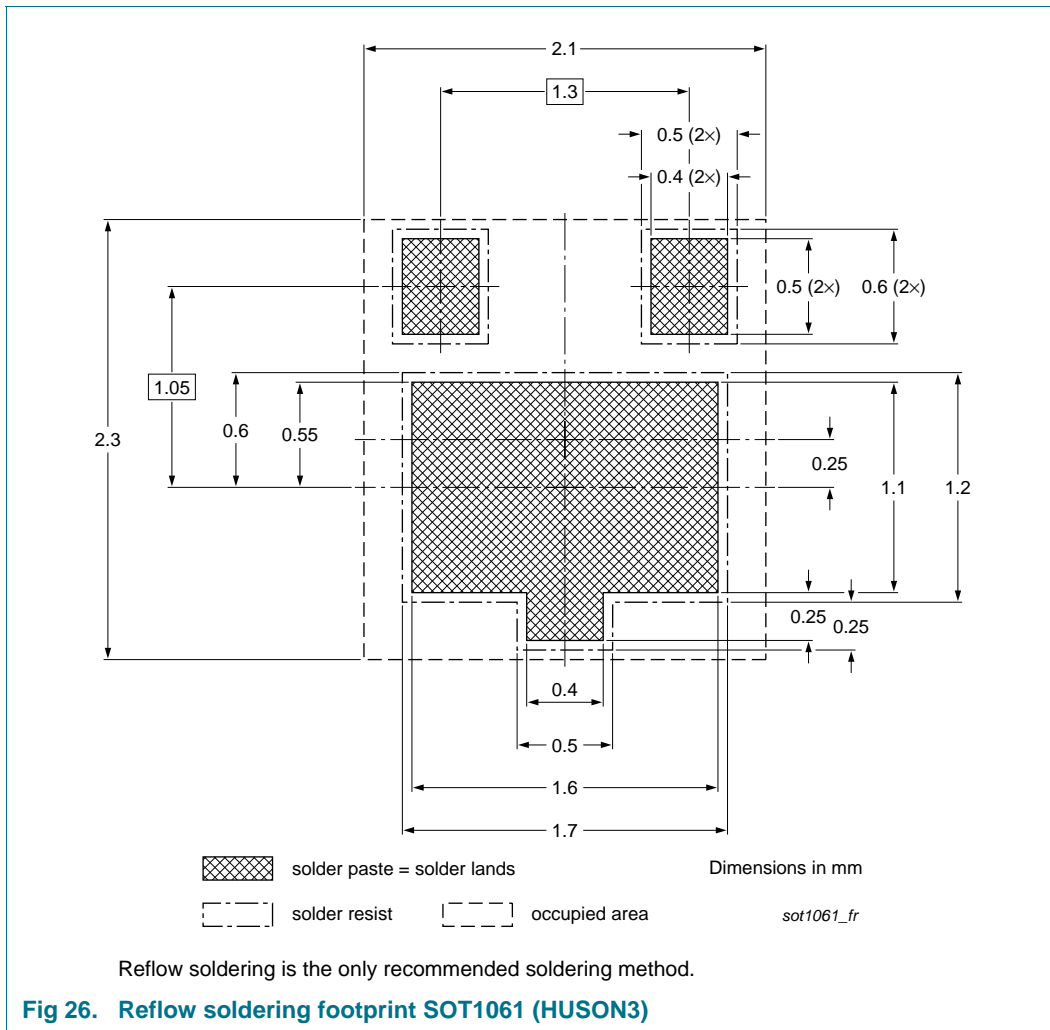 2.1
1.3
0.5 (2×)
0.4 (2×)
0.5 (2×) 0.6 (2×)
1.05
2.3 0.6 0.55
0.25
1.1 1.2
0.25 0.25
0.4
0.5
1.6
1.7
solder paste = solder lands Dimensions in mm
solder resist occupied area sot1061_fr
Reflow soldering is the only recommended soldering method.
Fig 26. Reflow soldering footprint SOT1061 (HUSON3)